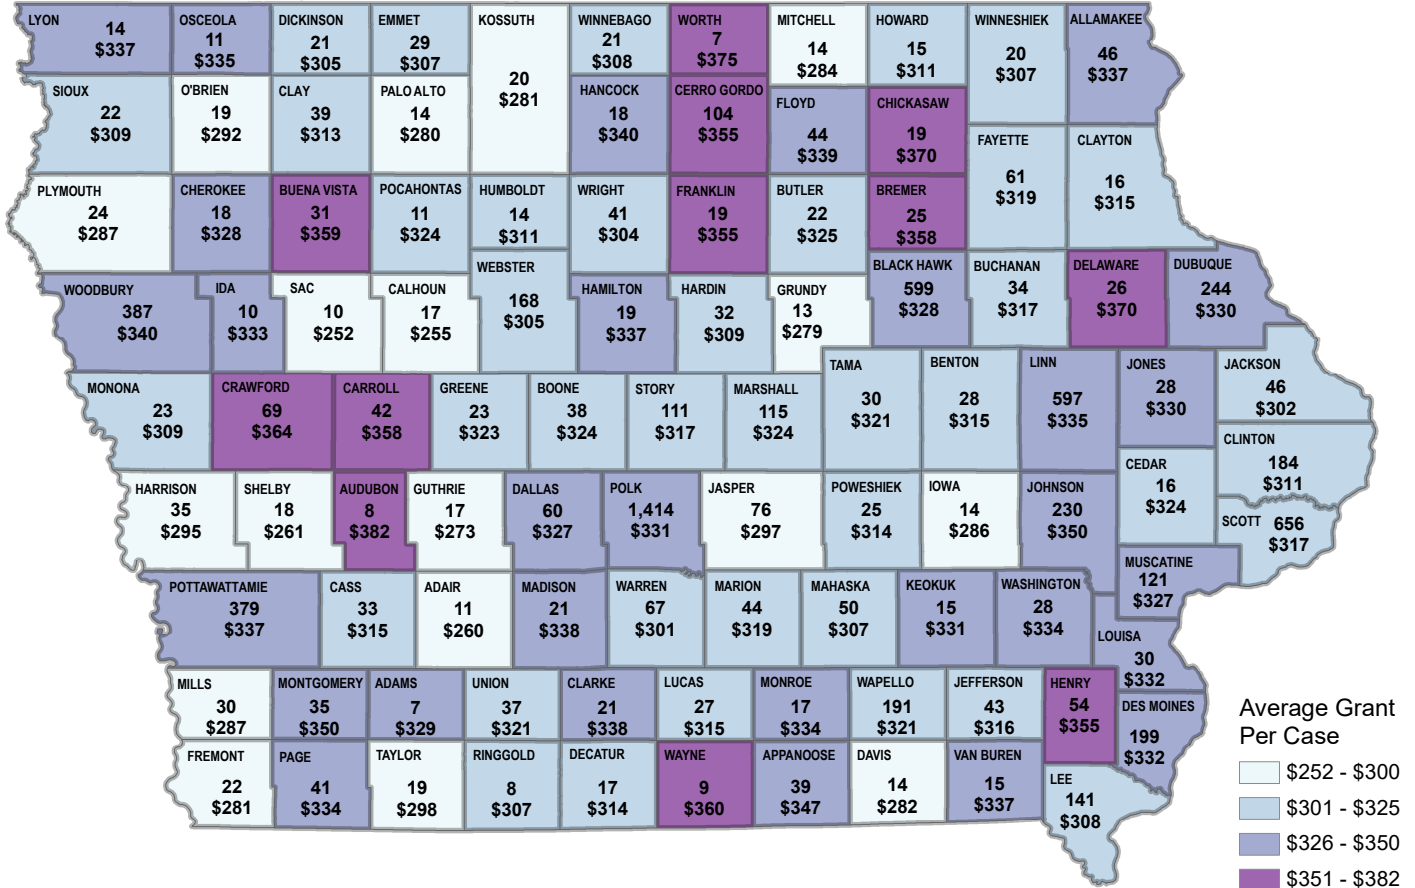 LYON
14
$337
OSCEOLA
11
$335
DICKINSON
21
$305
EMMET
29
$307
KOSSUTH
20
$281
WINNEBAGO
21
$308
WORTH
7
$375
MITCHELL
14
$284
HOWARD
15
$311
WINNESHIEK
20
$307
ALLAMAKEE
46
$337
SIOUX
22
$309
O'BRIEN
19
$292
CLAY
39
$313
PALO ALTO
14
$280
HANCOCK
18
$340
CERRO GORDO
104
$355
FLOYD
44
$339
CHICKASAW
19
$370
FAYETTE
61
$319
CLAYTON
16
$315
PLYMOUTH
24
$287
CHEROKEE
18
$328
BUENA VISTA
31
$359
POCAHONTAS
11
$324
HUMBOLDT
14
$311
WRIGHT
41
$304
FRANKLIN
19
$355
BUTLER
22
$325
BREMER
25
$358
WOODBURY
387
$340
IDA
10
$333
SAC
10
$252
CALHOUN
17
$255
WEBSTER
168
$305
HAMILTON
19
$337
HARDIN
32
$309
GRUNDY
13
$279
BLACK HAWK
599
$328
BUCHANAN
34
$317
DELAWARE
26
$370
DUBUQUE
244
$330
MONONA
23
$309
CRAWFORD
69
$364
CARROLL
42
$358
GREENE
23
$323
BOONE
38
$324
STORY
111
$317
MARSHALL
115
$324
TAMA
30
$321
BENTON
28
$315
LINN
597
$335
JONES
28
$330
JACKSON
46
$302
CLINTON
184
$311
CEDAR
16
$324
SCOTT 656
$317
HARRISON
35
$295
SHELBY
18
$261
AUDUBON
8
$382
GUTHRIE
17
$273
DALLAS
60
$327
POLK
1,414
$331
JASPER
76
$297
POWESHIEK
25
$314
IOWA
14
$286
JOHNSON
230
$350
MUSCATINE
121
$327
POTTAWATTAMIE
379
$337
CASS
33
$315
ADAIR
11
$260
MADISON
21
$338
WARREN
67
$301
MARION
44
$319
MAHASKA
50
$307
KEOKUK
15
$331
WASHINGTON
28
$334
LOUISA
30
$332
MILLS
30
$287
MONTGOMERY
35
$350
ADAMS
7
$329
UNION
37
$321
CLARKE
21
$338
LUCAS
27
$315
MONROE
17
$334
WAPELLO
191
$321
JEFFERSON
43
$316
HENRY
54
$355
DES MOINES
199
$332
FREMONT
22
$281
PAGE
41
$334
TAYLOR
19
$298
RINGGOLD
8
$307
DECATUR
17
$314
WAYNE
9
$360
APPANOOSE
39
$347
DAVIS
14
$282
VAN BUREN
15
$337
LEE
141
$308
Average Grant
Per Case
$252 - $300
$301 - $325
$326 - $350
$351 - $382